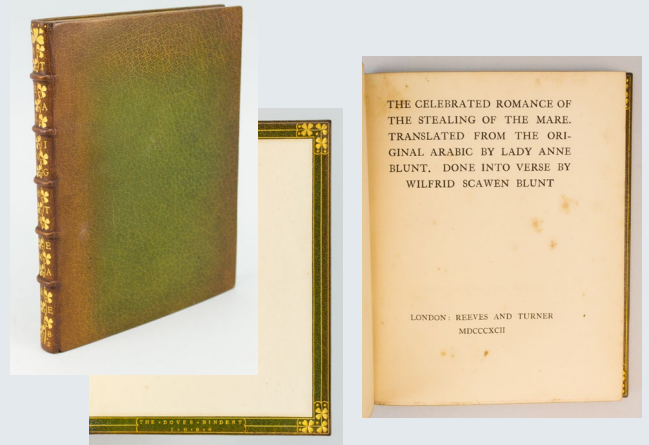 THE CELEBRATED ROMANCE OF
THE STEALING OF THE MARE.
TRANSLATED FROM THE ORI-
GINAL ARABIC BY LADY ANNE
BLUNT. DONE INTO VERSE BY
WILFRID SCAWEN BLUNT
LONDON: REEVES AND TURNER
MDCCCXCII
THE · DOVES · BINDERY